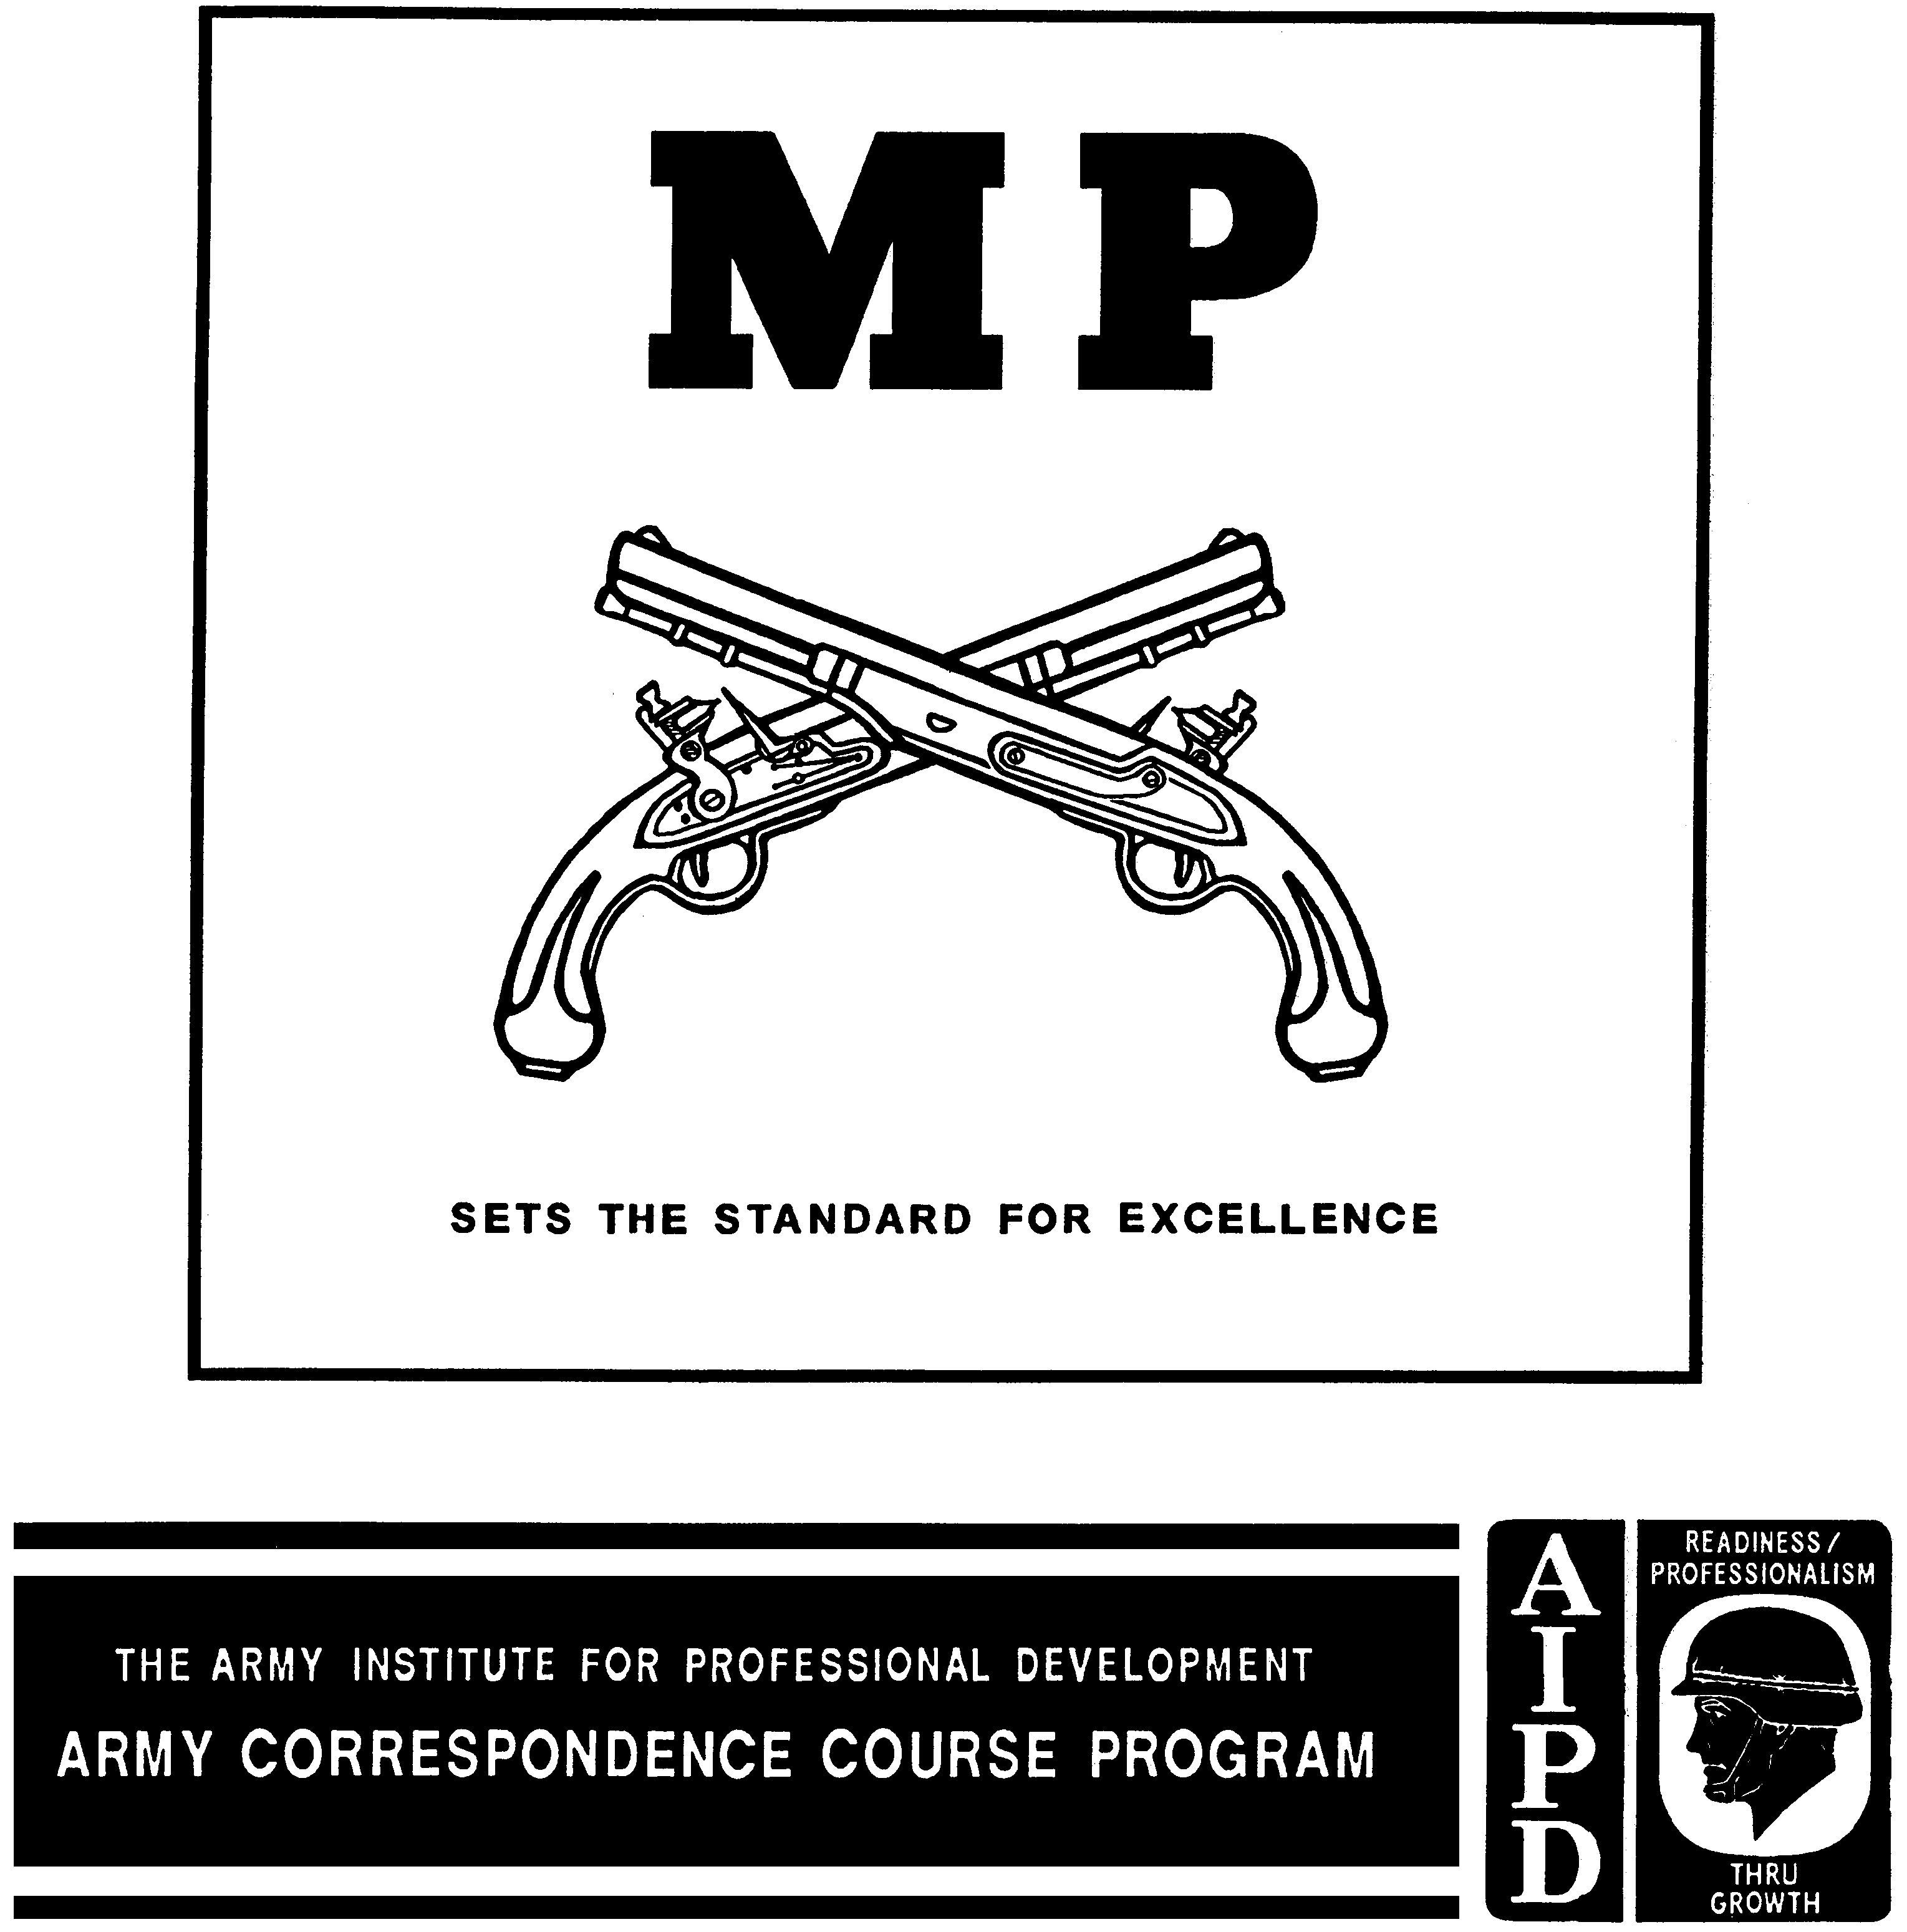 MP
SETS THE STANDARD FOR EXCELLENCE
THE ARMY INSTITUTE FOR PROFESSIONAL DEVELOPMENT
ARMY CORRESPONDENCE COURSE PROGRAM
A
I
P
D
READINESS/
PROFESSIONALISM
THRU
GROWTH